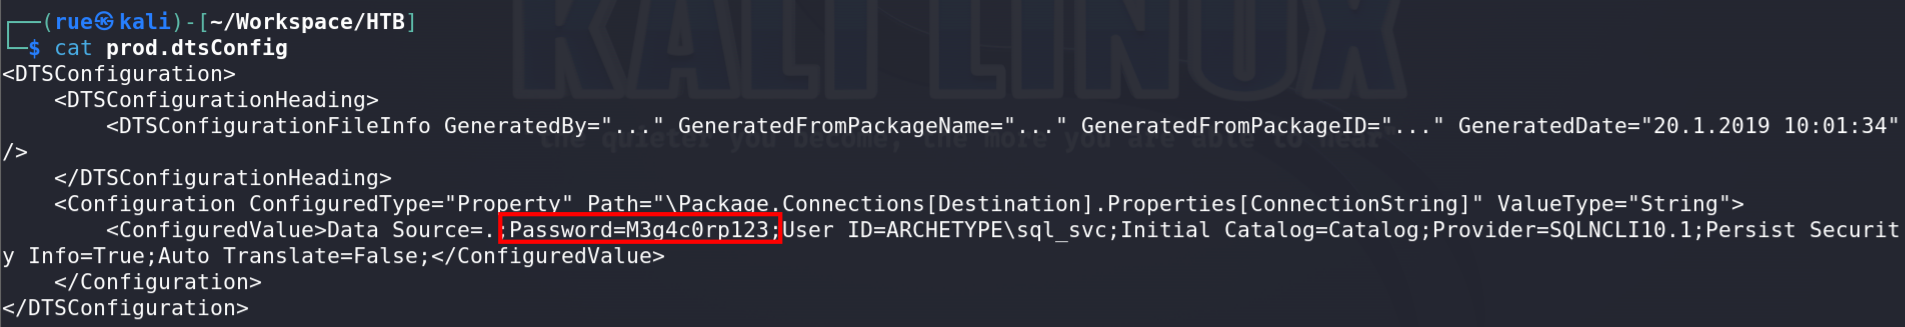 ┌──(rue㉿kali)-[~/Workspace/HTB]
└─$ cat prod.dtsConfig
<DTSConfiguration>
    <DTSConfigurationHeading>
        <DTSConfigurationFileInfo GeneratedBy="..." GeneratedFromPackageName="..." GeneratedFromPackageID="..." GeneratedDate="20.1.2019 10:01:34"
/>
    </DTSConfigurationHeading>
    <Configuration ConfiguredType="Property" Path="\Package.Connections[Destination].Properties[ConnectionString]" ValueType="String">
        <ConfiguredValue>Data Source=.;Password=M3g4c0rp123;User ID=ARCHETYPE\sql_svc;Initial Catalog=Catalog;Provider=SQLNCLI10.1;Persist Securit
y Info=True;Auto Translate=False;</ConfiguredValue>
    </Configuration>
</DTSConfiguration>
KALI LINUX
"the quieter you become, the more you are able to hear"